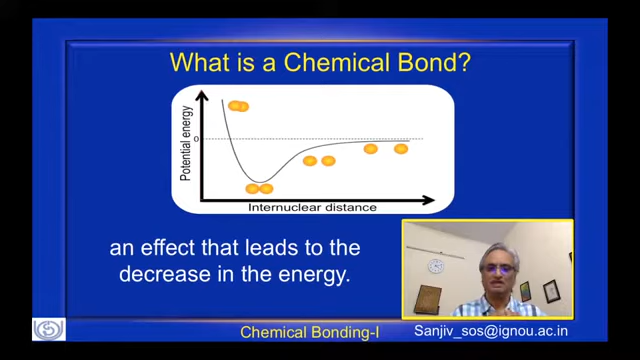 What is a Chemical Bond?
Potential energy
0
Internuclear distance
an effect that leads to the
decrease in the energy.
Chemical Bonding-I
Sanjiv_sos@ignou.ac.in